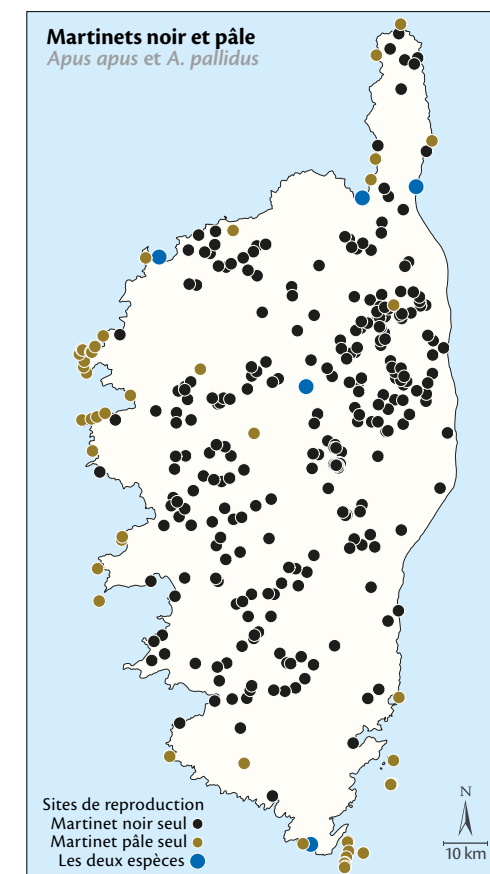 Martinets noir et pâle
Apus apus et A. pallidus
Sites de reproduction
Martinet noir seul
Martinet pâle seul
Les deux espèces
N
10 km